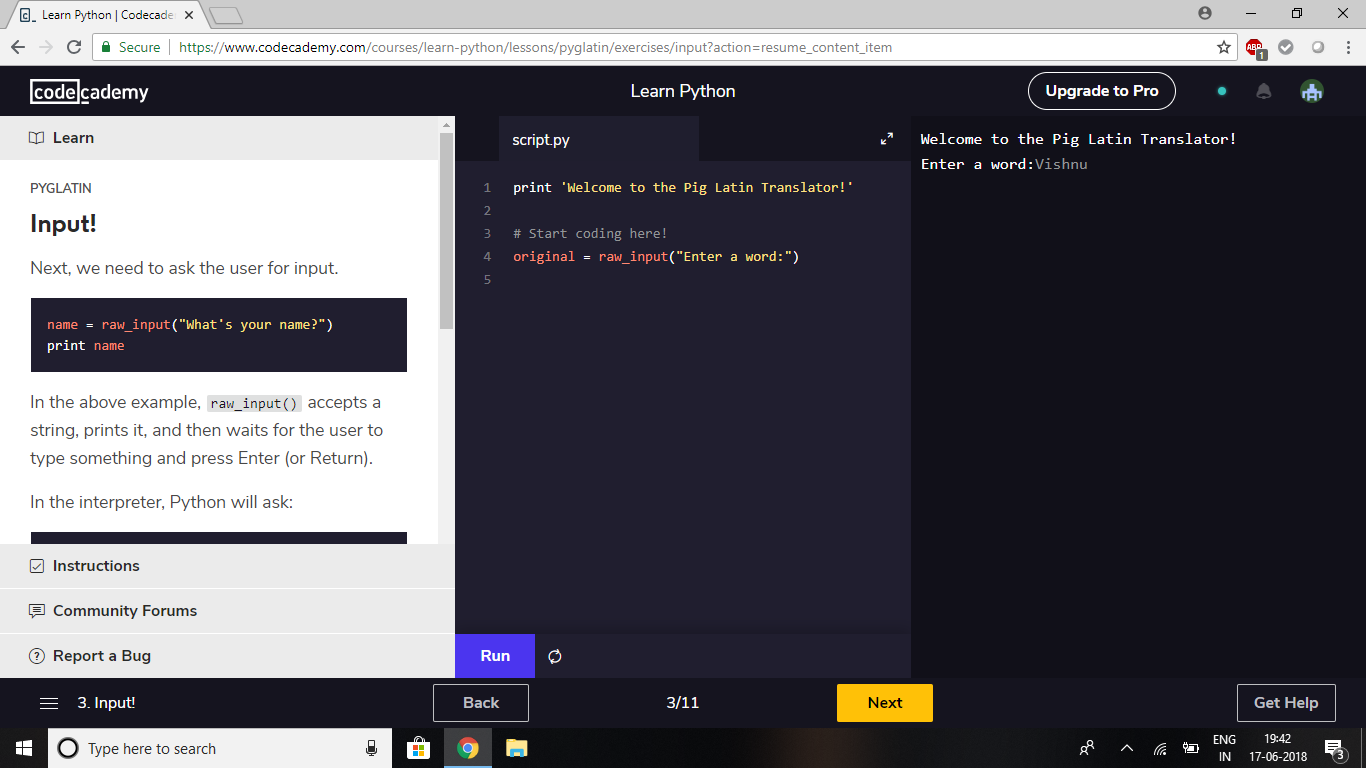 Learn Python | Codecade
Secure
https://www.codecademy.com/courses/learn-python/lessons/pyglatin/exercises/input?action=resume_content_item
ABP
1
codecademy
Learn Python
Upgrade to Pro
Learn
PYGLATIN
Input!
Next, we need to ask the user for input.
name = raw_input("What's your name?")
print name
In the above example, raw_input() accepts a
string, prints it, and then waits for the user to
type something and press Enter (or Return).
In the interpreter, Python will ask:
Instructions
Community Forums
Report a Bug
script.py
1 print 'Welcome to the Pig Latin Translator!'
2
3 # Start coding here!
4 original = raw_input("Enter a word:")
5
Run
Welcome to the Pig Latin Translator!
Enter a word:Vishnu
3. Input!
Back
3/11
Next
Get Help
Type here to search
ENG
IN
19:42
17-06-2018
3